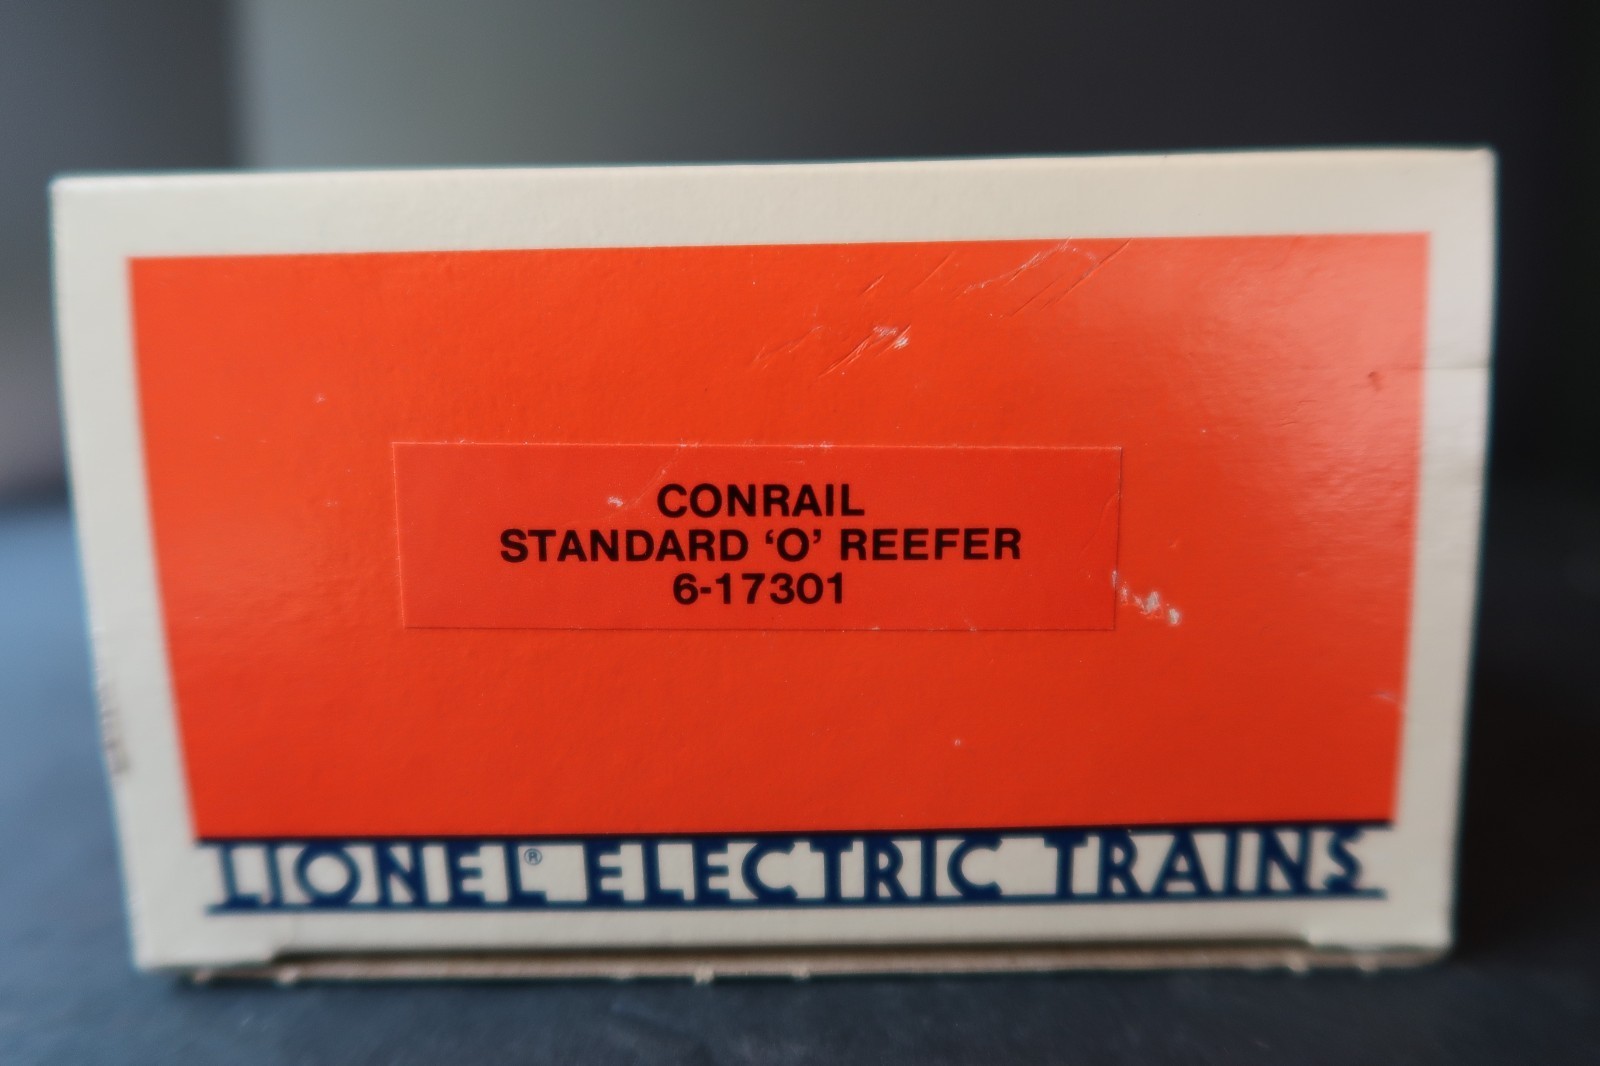 CONRAIL
STANDARD ‘O’ REEFER
6-17301
LIONEL® ELECTRIC TRAINS